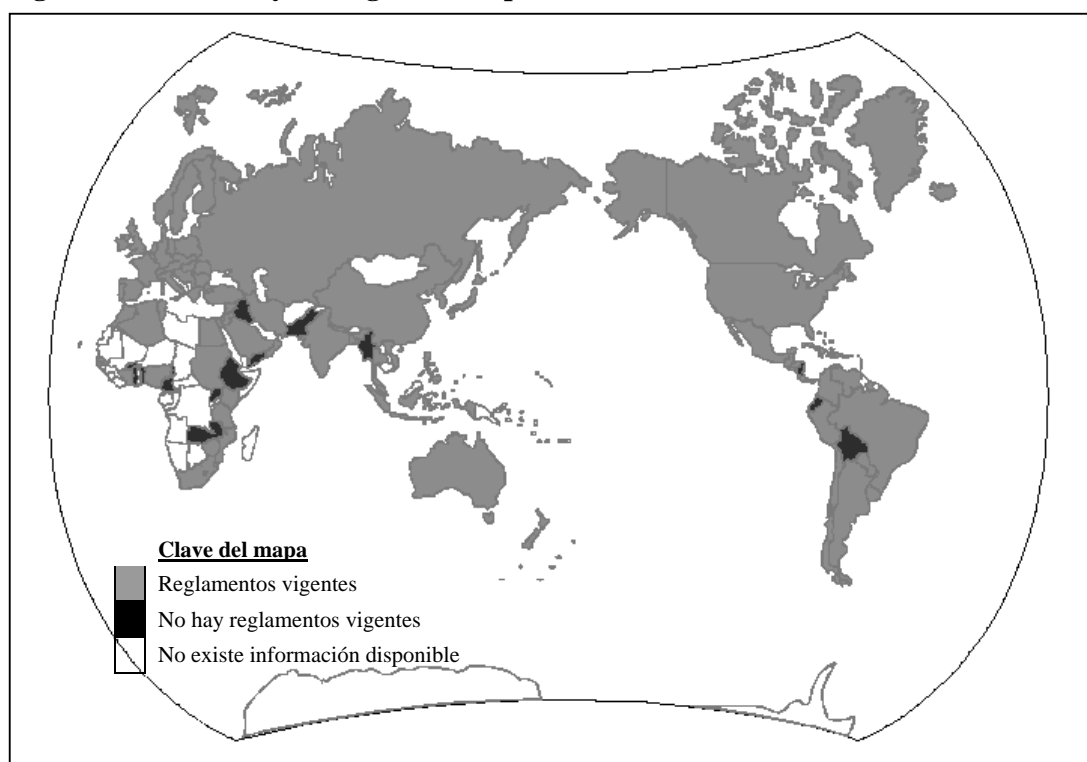 Clave del mapa
Reglamentos vigentes
No hay reglamentos vigentes
No existe información disponible